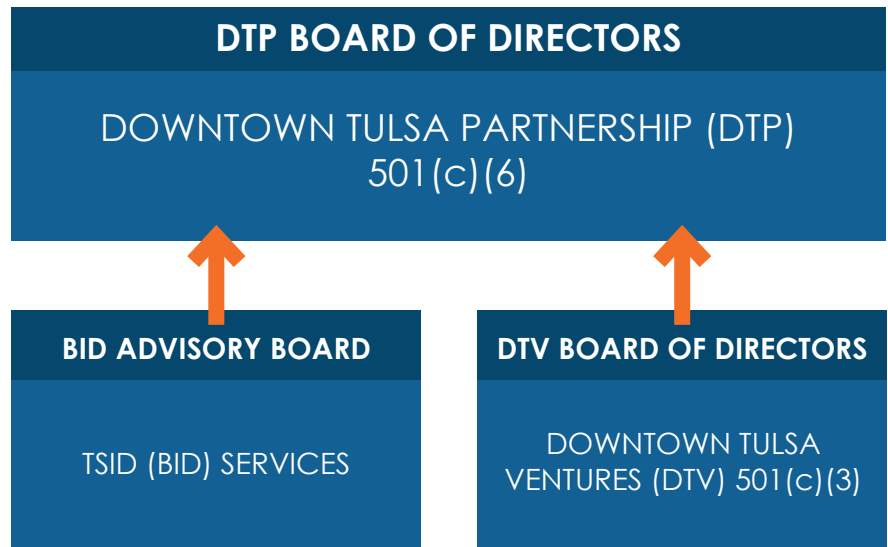 DTP BOARD OF DIRECTORS
DOWNTOWN TULSA PARTNERSHIP (DTP)
501(c)(6)
BID ADVISORY BOARD
TSID (BID) SERVICES
DTV BOARD OF DIRECTORS
DOWNTOWN TULSA
VENTURES (DTV) 501(c)(3)